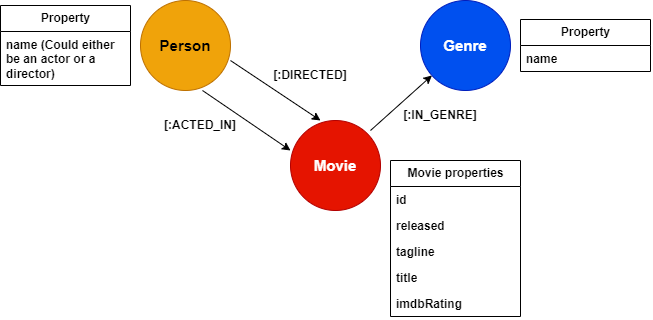 Property
name (Could either
be an actor or a
director)
Person
[:DIRECTED]
[:ACTED_IN]
Genre
Property
name
[:IN_GENRE]
Movie
Movie properties
id
released
tagline
title
imdbRating